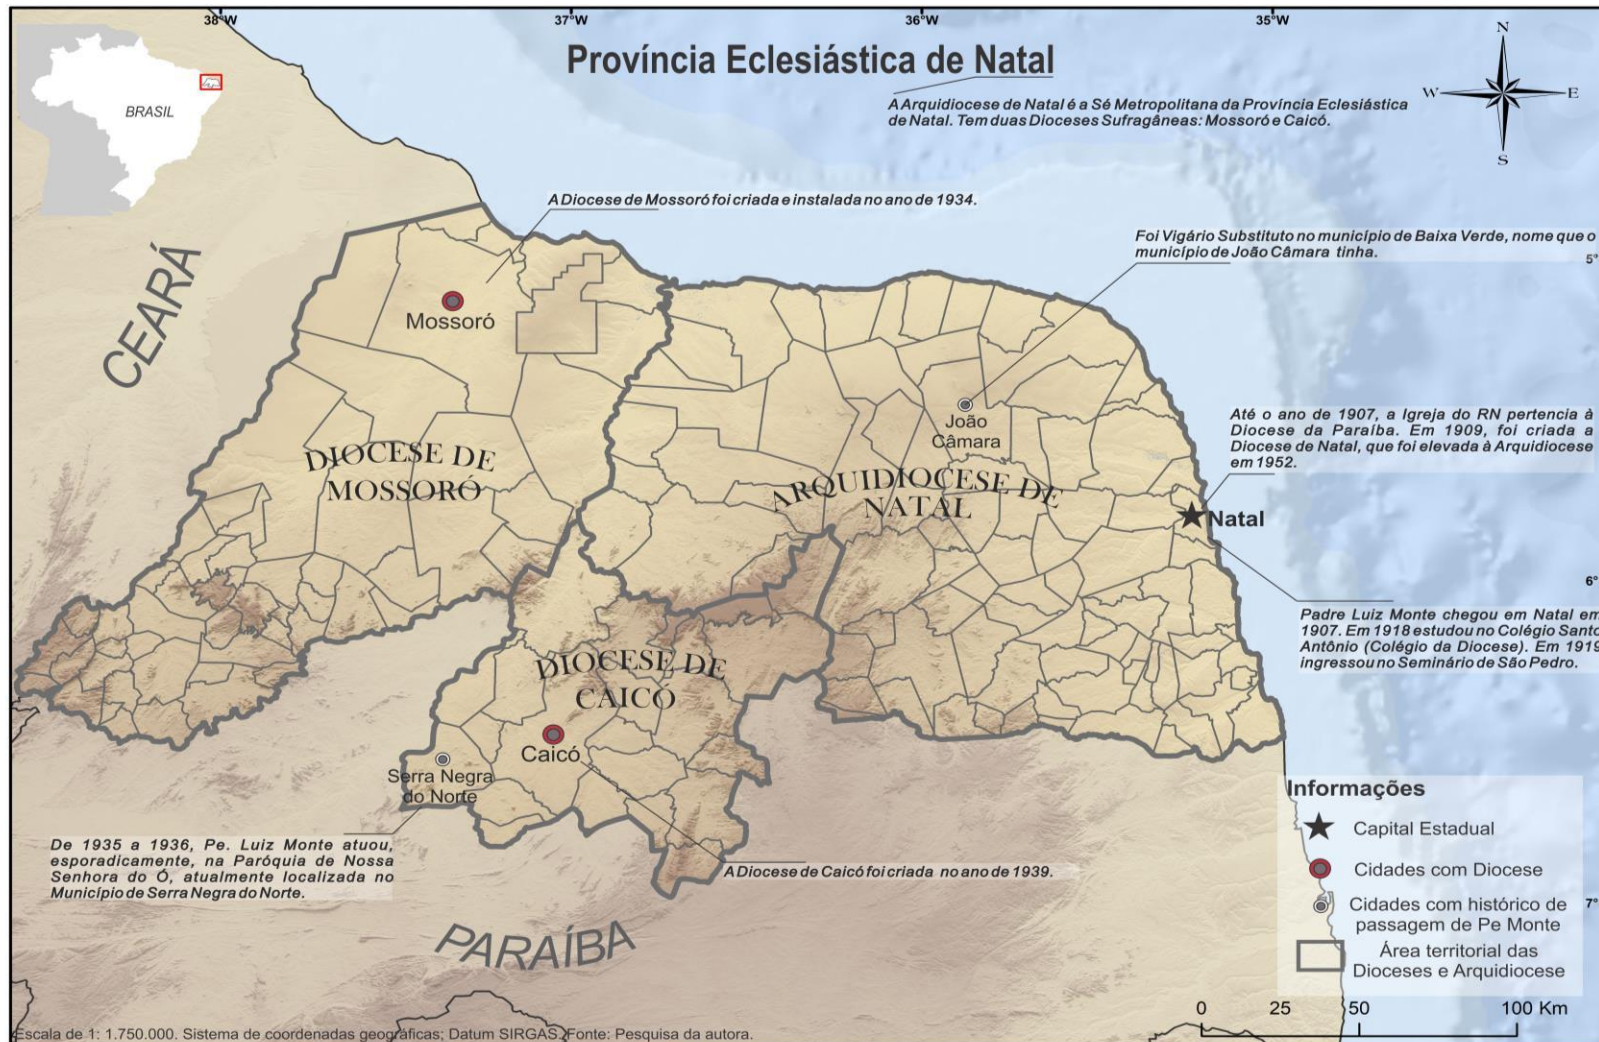 38°W
37°W
36°W
35°W
Província Eclesiástica de Natal
A Arquidiocese de Natal é a Sé Metropolitana da Província Eclesiástica
de Natal. Tem duas Dioceses Sufragâneas: Mossoró e Caicó.
N
W
E
S
BRASIL
A Diocese de Mossoró foi criada e instalada no ano de 1934.
Foi Vigário Substituto no município de Baixa Verde, nome que o
município de João Câmara tinha.
5°
CEARÁ
Mossoró
João
Câmara
Até o ano de 1907, a Igreja do RN pertencia à
Diocese da Paraíba. Em 1909, foi criada a
Diocese de Natal, que foi elevada à Arquidiocese
em 1952.
DIOCESE DE
MOSSORÓ
ARQUIDIOCESE DE
NATAL
Natal
6°
Padre Luiz Monte chegou em Natal em
1907. Em 1918 estudou no Colégio Santo
Antônio (Colégio da Diocese). Em 1919
ingressou no Seminário de São Pedro.
DIOCESE DE
CAICÓ
Caicó
Serra Negra
do Norte
De 1935 a 1936, Pe. Luiz Monte atuou,
esporadicamente, na Paróquia de Nossa
Senhora do Ó, atualmente localizada no
Município de Serra Negra do Norte.
A Diocese de Caicó foi criada no ano de 1939.
PARAÍBA
Informações
Capital Estadual
Cidades com Diocese
Cidades com histórico de
passagem de Pe Monte
7°
Área territorial das
Dioceses e Arquidiocese
0 25 50 100 Km
Escala de 1: 1.750.000. Sistema de coordenadas geográficas; Datum SIRGAS. Fonte: Pesquisa da autora.